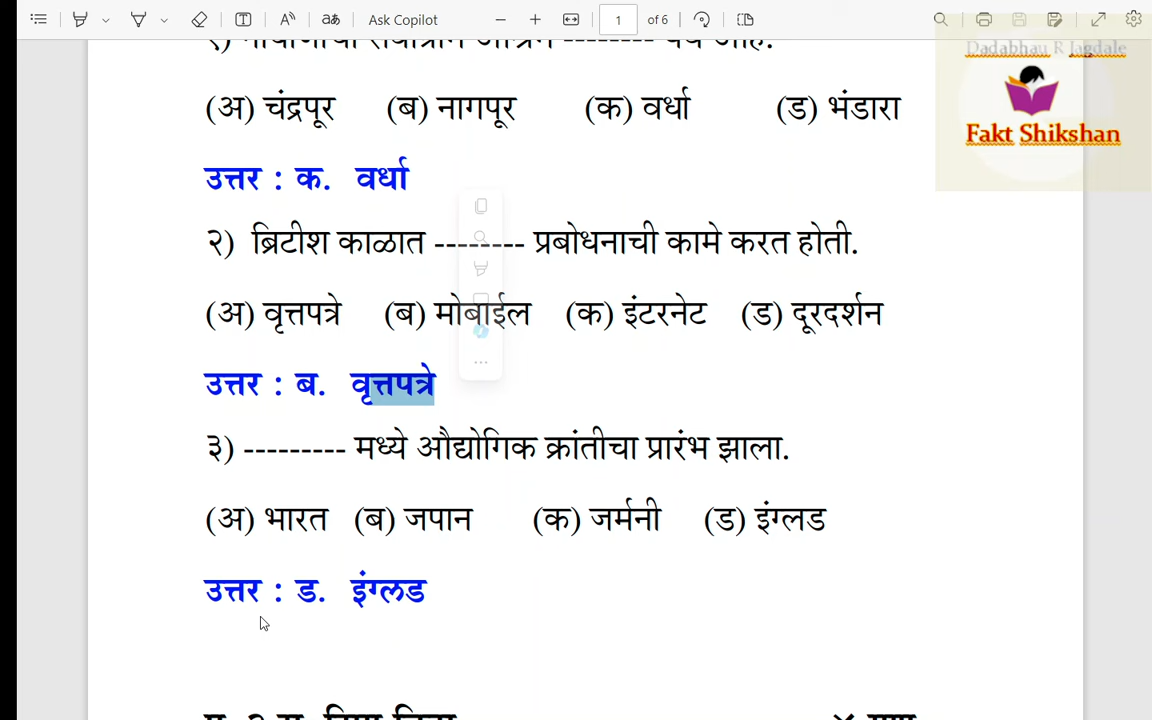 Ask Copilot
1 of 6
Dadabhau R Jagdale
Fakt Shikshan
(अ) चंद्रपूर (ब) नागपूर (क) वर्धा (ड) भंडारा
उत्तर : क. वर्धा
२) ब्रिटीश काळात -------- प्रबोधनाची कामे करत होती.
(अ) वृत्तपत्रे (ब) मोबाईल (क) इंटरनेट (ड) दूरदर्शन
उत्तर : ब. वृत्तपत्रे
३) --------- मध्ये औद्योगिक क्रांतीचा प्रारंभ झाला.
(अ) भारत (ब) जपान (क) जर्मनी (ड) इंग्लड
उत्तर : ड. इंग्लड